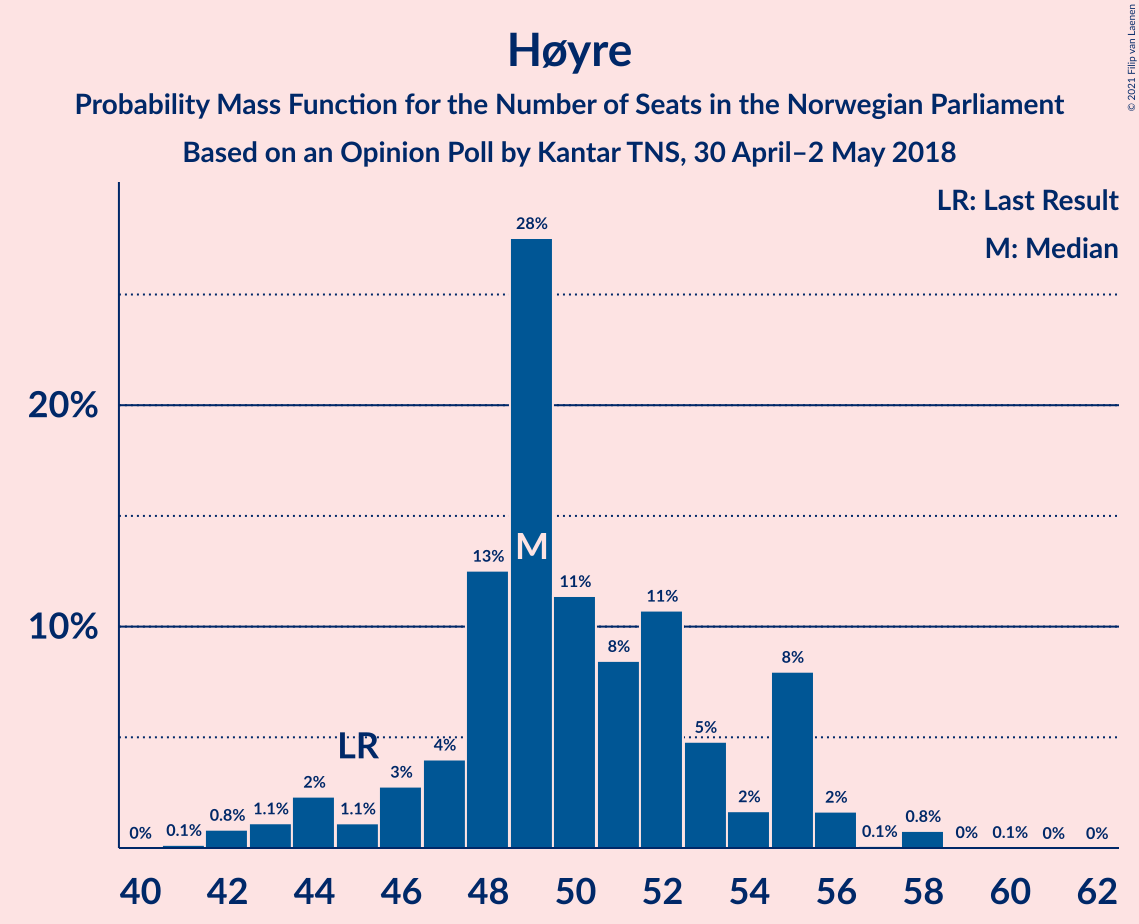 © 2021 Filip van Laenen
Høyre
Probability Mass Function for the Number of Seats in the Norwegian Parliament
Based on an Opinion Poll by Kantar TNS, 30 April–2 May 2018
LR: Last Result
M: Median
20%
10%
0%
0.1%
0.8%
1.1%
2%
1.1%
3%
4%
13%
28%
11%
8%
11%
5%
2%
8%
2%
0.1%
0.8%
0%
0.1%
0%
0%
LR
M
40 42 44 46 48 50 52 54 56 58 60 62